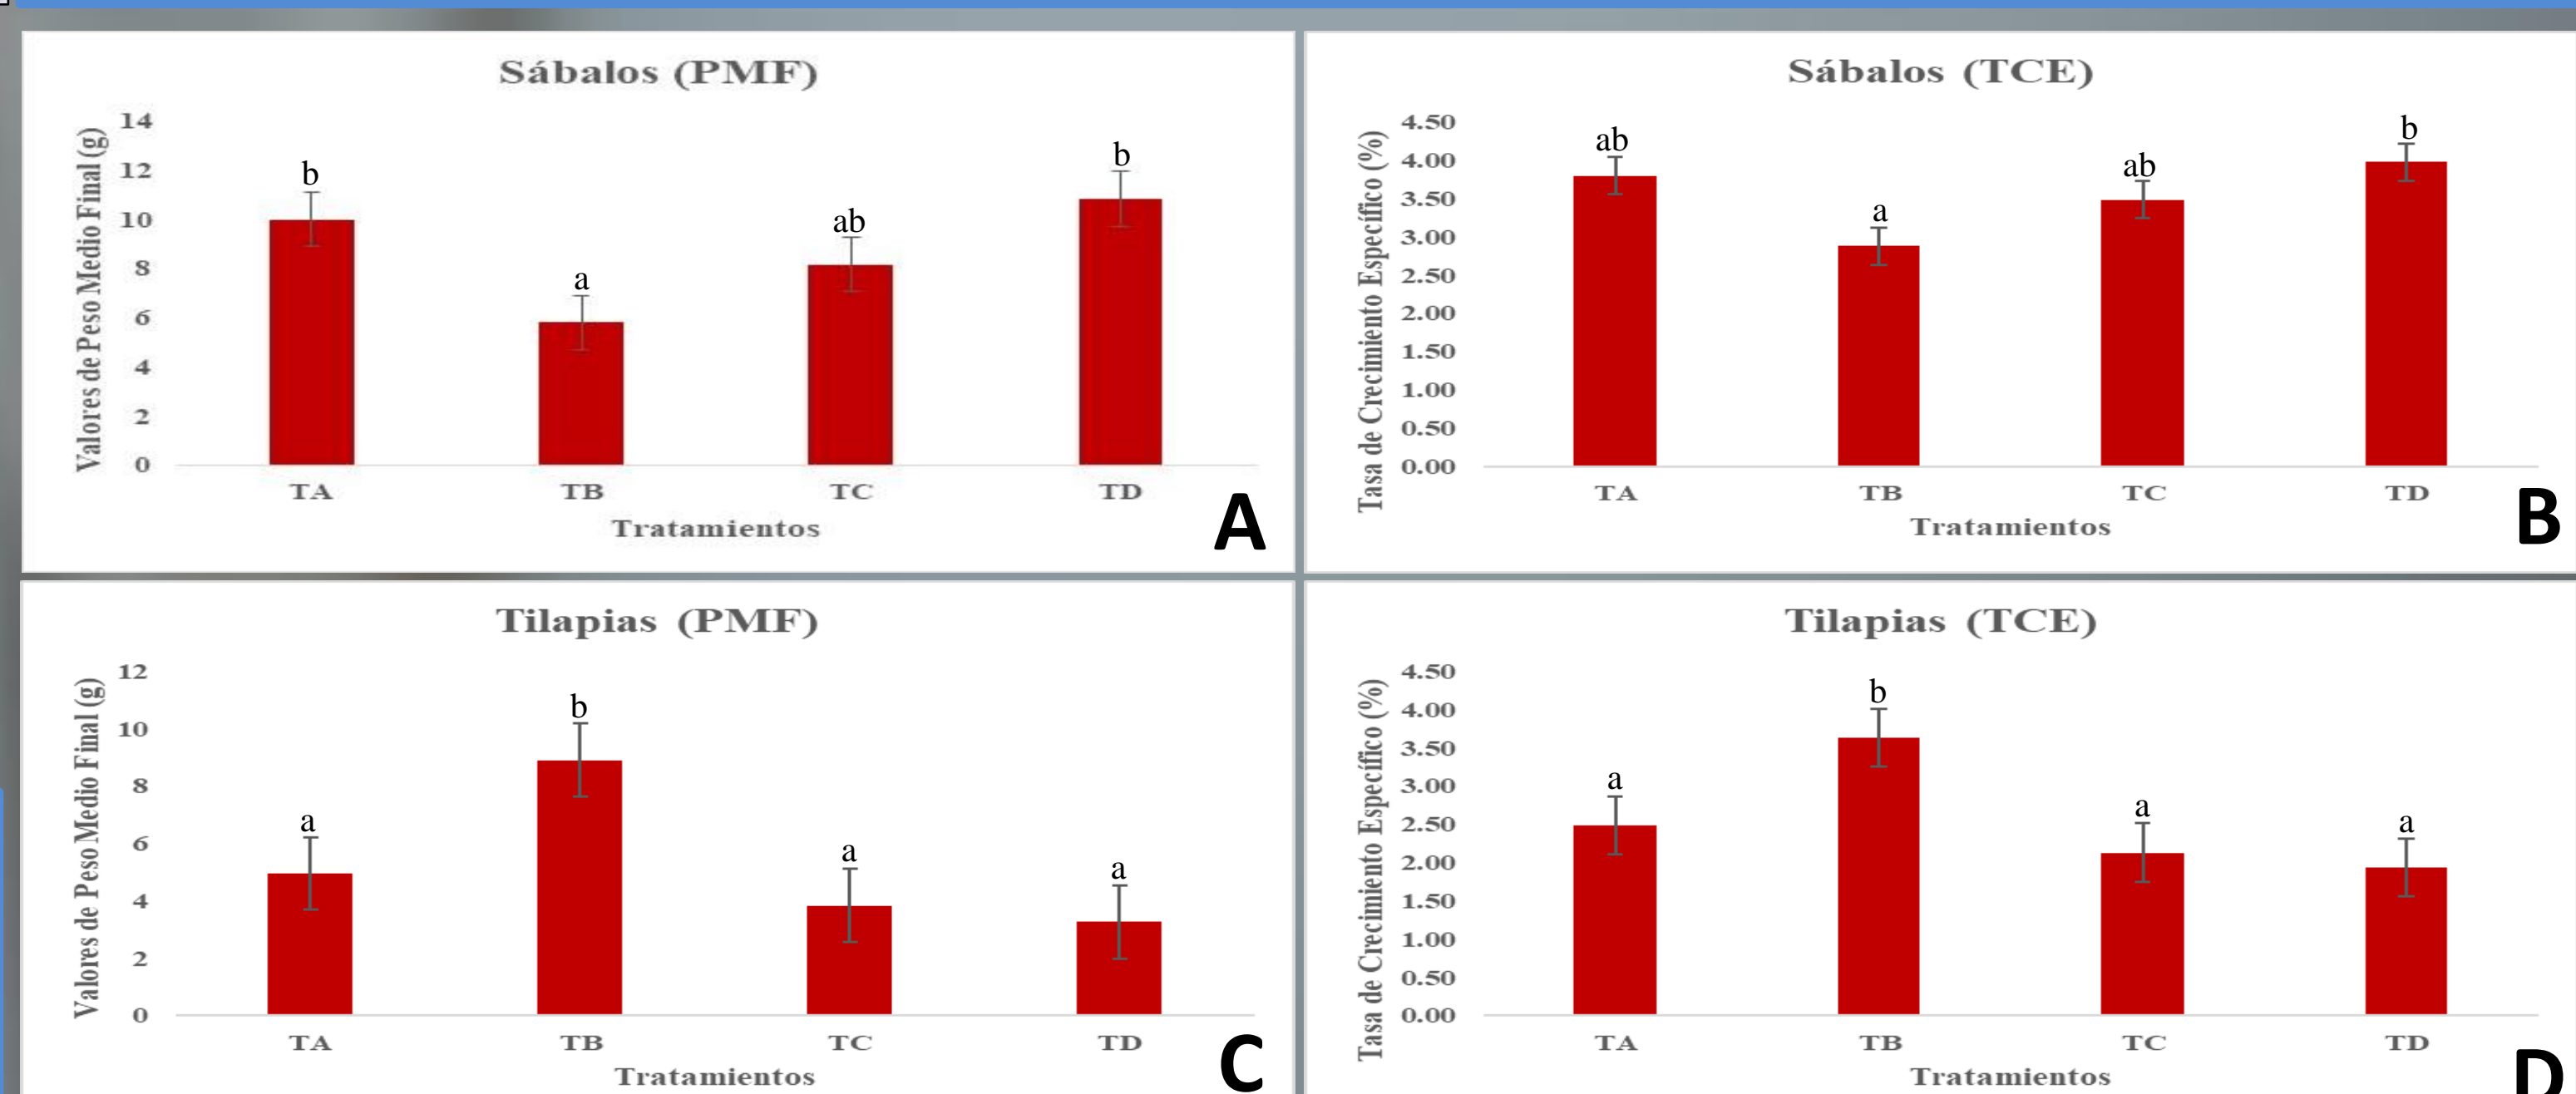 Sábalos (PMF)
Valores de Peso Medio Final (g)
14
12
10
8
6
4
2
0
b
a
ab
b
TA TB TC TD
Tratamientos
A
Sábalos (TCE)
Tasa de Crecimiento Específico (%)
4.50
4.00
3.50
3.00
2.50
2.00
1.50
1.00
0.50
0.00
ab
a
ab
b
TA TB TC TD
Tratamientos
B
Tilapias (PMF)
Valores de Peso Medio Final (g)
12
10
8
6
4
2
0
a
b
a
a
TA TB TC TD
Tratamientos
C
Tilapias (TCE)
Tasa de Crecimiento Específico (%)
4.50
4.00
3.50
3.00
2.50
2.00
1.50
1.00
0.50
0.00
a
b
a
a
TA TB TC TD
Tratamientos
D